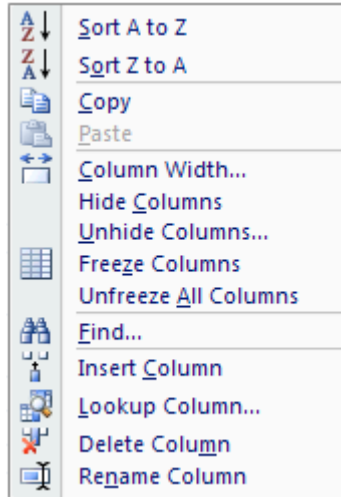 Sort A to Z
Sort Z to A
Copy
Paste
Column Width...
Hide Columns
Unhide Columns...
Freeze Columns
Unfreeze All Columns
Find...
Insert Column
Lookup Column...
Delete Column
Rename Column